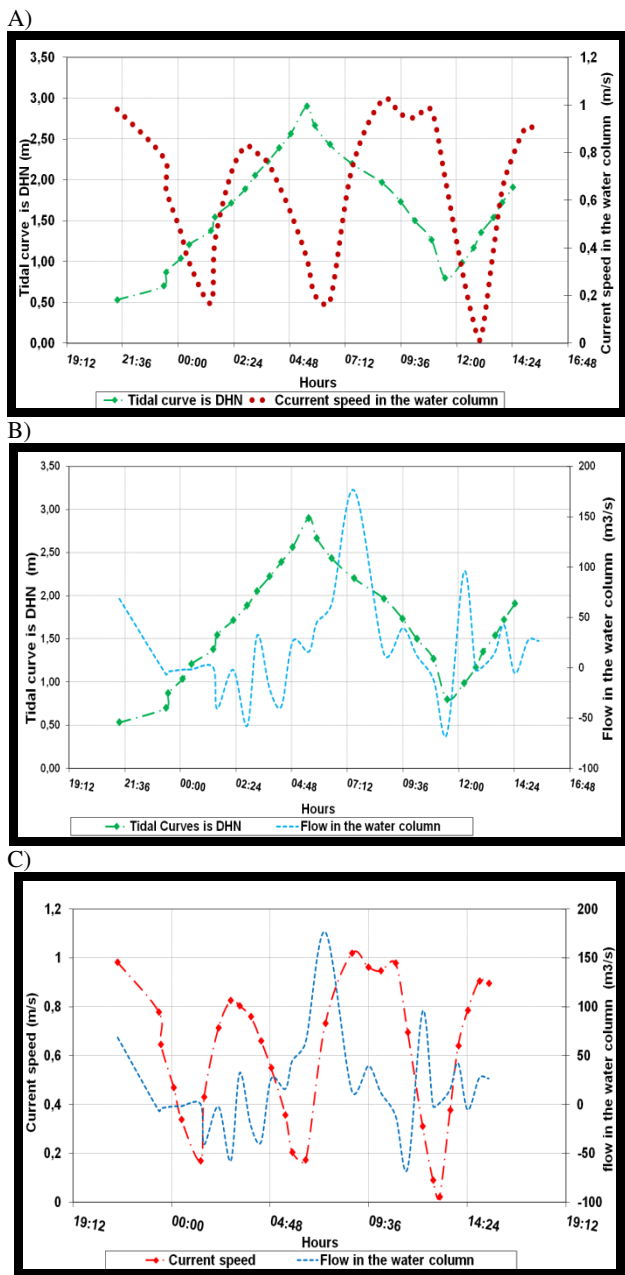 A)
3,50
3,00
2,50
2,00
1,50
1,00
0,50
0,00
Tidal curve is DHN (m)
1,2
1
0,8
0,6
0,4
0,2
0
Current speed in the water column (m/s)
19:12 21:36 00:00 02:24 04:48 07:12 09:36 12:00 14:24 16:48
Hours
Tidal curve is DHN Ccurrent speed in the water column
B)
3,50
3,00
2,50
2,00
1,50
1,00
0,50
0,00
Tidal curve is DHN (m)
200
150
100
50
0
-50
-100
Flow in the water column (m3/s)
19:12 21:36 00:00 02:24 04:48 07:12 09:36 12:00 14:24 16:48
Hours
Tidal Curves is DHN Flow in the water column
C)
1,2
1
0,8
0,6
0,4
0,2
0
Current speed (m/s)
200
150
100
50
0
-50
-100
flow in the water column (m3/s)
19:12 00:00 04:48 09:36 14:24 19:12
Hours
Current speed Flow in the water column